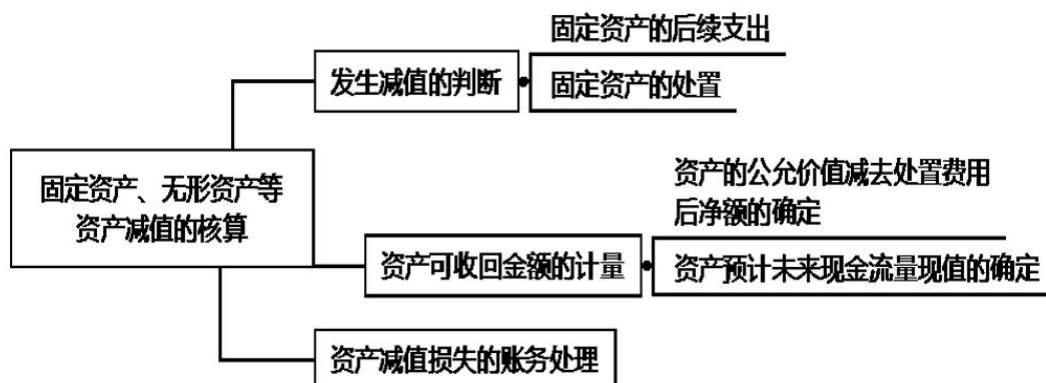 固定资产、无形资产等
资产减值的核算
发生减值的判断
固定资产的后续支出
固定资产的处置
资产可收回金额的计量
资产的公允价值减去处置费用
后净额的确定
资产预计未来现金流量现值的确定
资产减值损失的账务处理